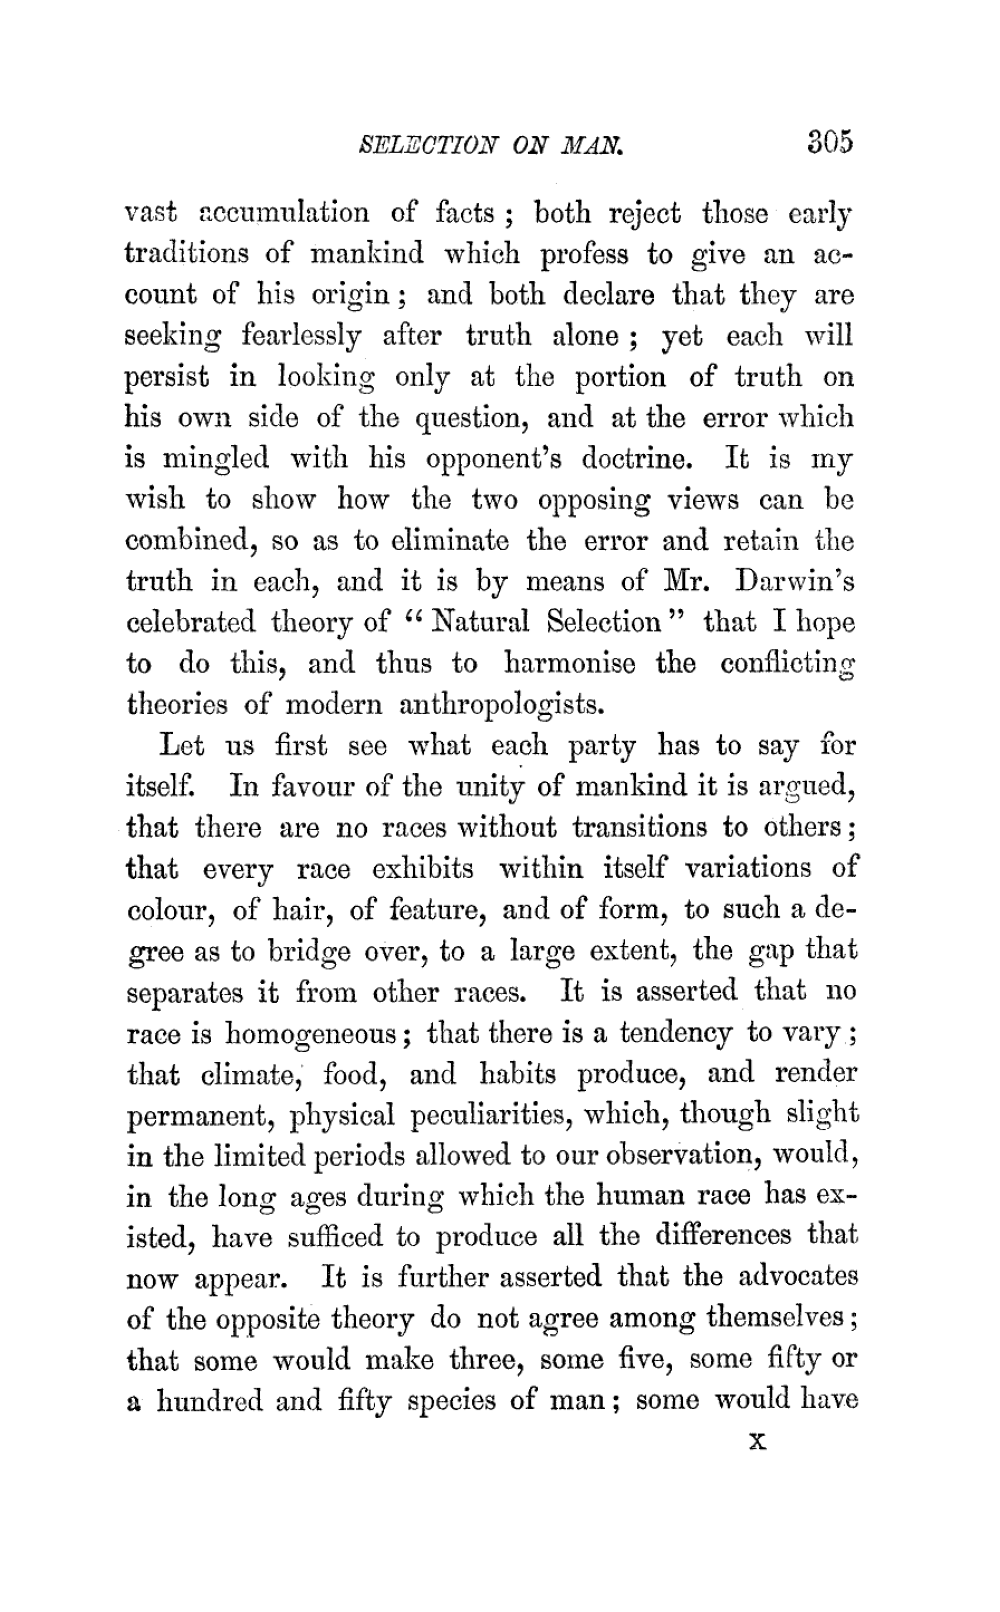 SELECTION ON MAN. 305
vast accumulation of facts ; both reject those early
traditions of mankind which profess to give an ac-
count of his origin ; and both declare that they are
seeking fearlessly after truth alone ; yet each will
persist in looking only at the portion of truth on
his own side of the question, and at the error which
is mingled with his opponent's doctrine. It is my
wish to show how the two opposing views can be
combined, so as to eliminate the error and retain the
truth in each, and it is by means of Mr. Darwin's
celebrated theory of “ Natural Selection ” that I hope
to do this, and thus to harmonise the conflicting
theories of modern anthropologists.
Let us first see what each party has to say for
itself. In favour of the unity of mankind it is argued,
that there are no races without transitions to others ;
that every race exhibits within itself variations of
colour, of hair, of feature, and of form, to such a de-
gree as to bridge over, to a large extent, the gap that
separates it from other races. It is asserted that no
race is homogeneous ; that there is a tendency to vary ;
that climate, food, and habits produce, and render
permanent, physical peculiarities, which, though slight
in the limited periods allowed to our observation, would,
in the long ages during which the human race has ex-
isted, have sufficed to produce all the differences that
now appear. It is further asserted that the advocates
of the opposite theory do not agree among themselves ;
that some would make three, some five, some fifty or
a hundred and fifty species of man ; some would have
X